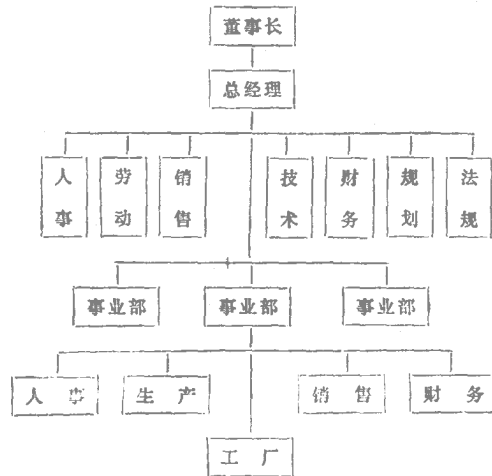 董事长
总经理
人事
劳动
销售
技术
财务
规划
法规
事业部
事业部
事业部
人事
生产
销售
财务
工厂